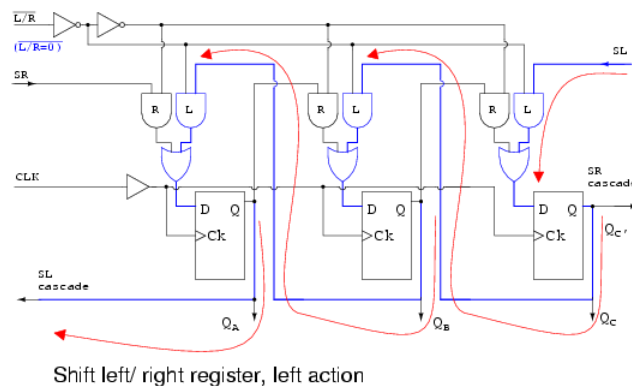 L/R
(L/R=0)
SL
SR
R L R L R L
CLK
D Q D Q D Q
Ck Ck Ck
SR
cascade
QC'
SL
cascade
QA QB QC
Shift left/ right register, left action